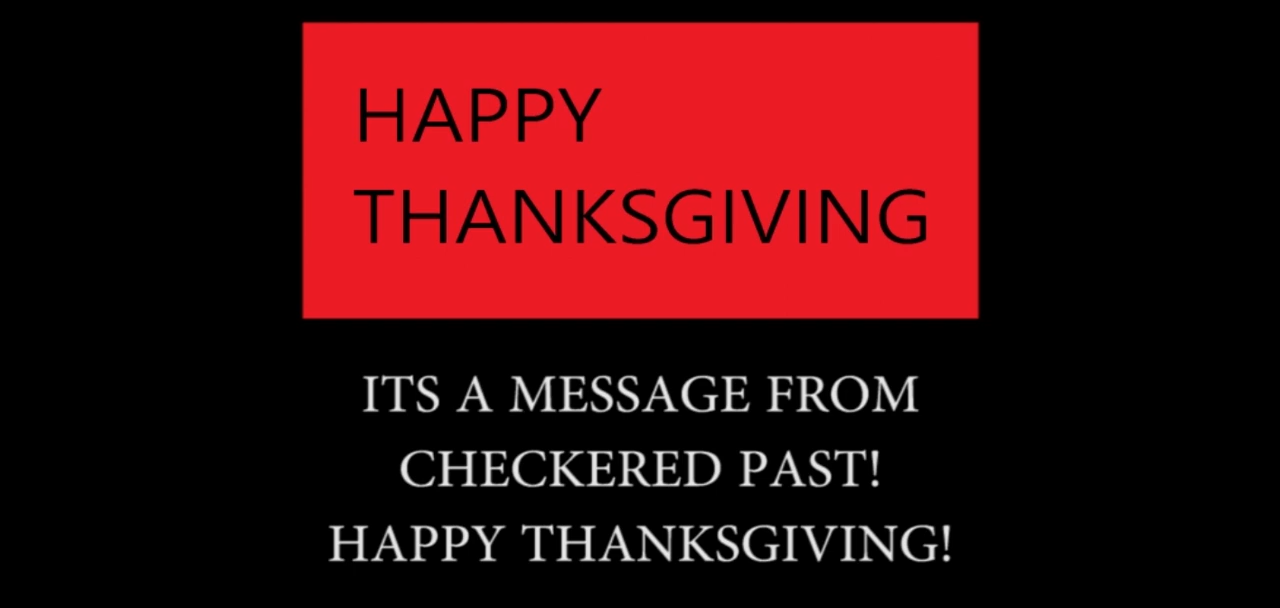 HAPPY
THANKSGIVING
ITS A MESSAGE FROM
CHECKERED PAST!
HAPPY THANKSGIVING!